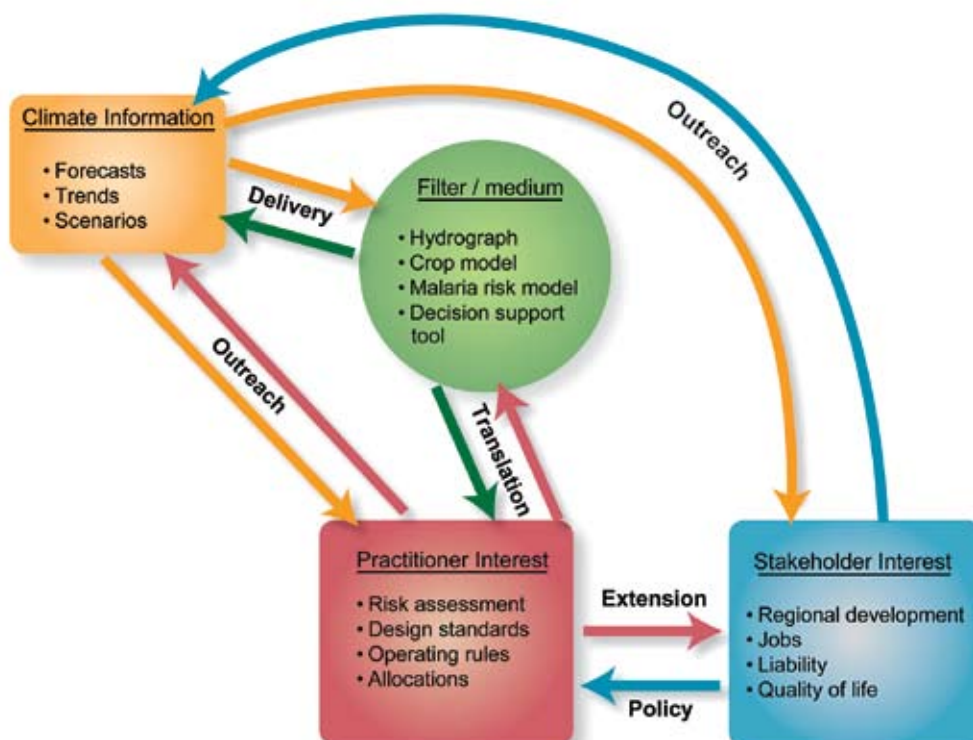 Climate Information
• Forecasts
• Trends
• Scenarios
Delivery
Filter / medium
• Hydrograph
• Crop model
• Malaria risk model
• Decision support
tool
Outreach
Outreach
Translation
Practitioner Interest
• Risk assessment
• Design standards
• Operating rules
• Allocations
Extension
Policy
Stakeholder Interest
• Regional development
• Jobs
• Liability
• Quality of life